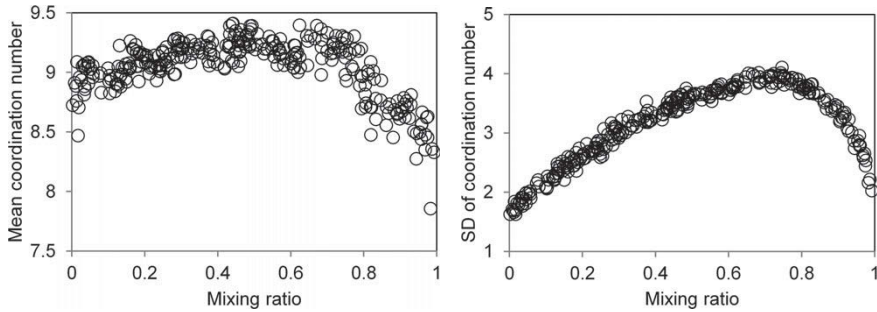 9.5
9
8.5
8
7.5
Mean coordination number
0 0.2 0.4 0.6 0.8 1
Mixing ratio
5
4
3
2
1
SD of coordination number
0 0.2 0.4 0.6 0.8 1
Mixing ratio